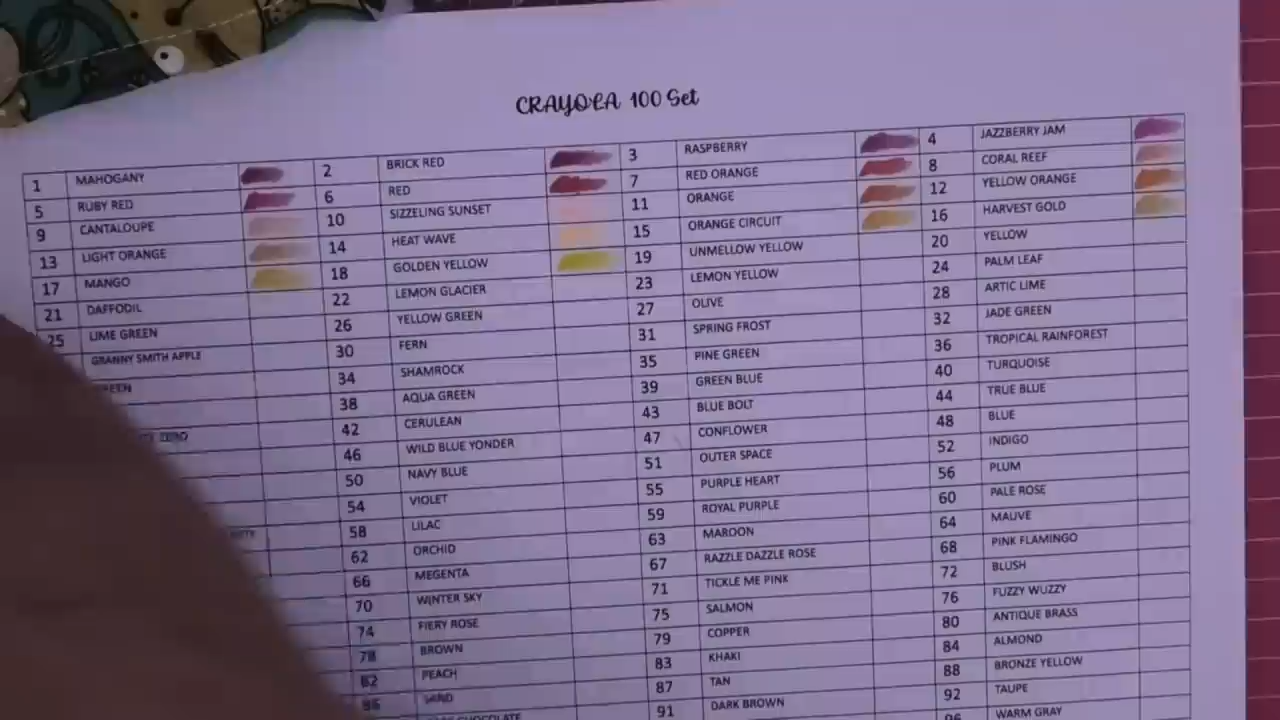 CRAYOLA 100 Set
1 MAHOGANY 2 BRICK RED 3 RASPBERRY 4 JAZZBERRY JAM
5 RUBY RED 6 RED 7 RED ORANGE 8 CORAL REEF
9 CANTALOUPE 10 SIZZELING SUNSET 11 ORANGE 12 YELLOW ORANGE
13 LIGHT ORANGE 14 HEAT WAVE 15 ORANGE CIRCUIT 16 HARVEST GOLD
17 MANGO 18 GOLDEN YELLOW 19 UNMELLOW YELLOW 20 YELLOW
21 DAFFODIL 22 LEMON GLACIER 23 LEMON YELLOW 24 PALM LEAF
25 LIME GREEN 26 YELLOW GREEN 27 OLIVE 28 ARTIC LIME
GRANNY SMITH APPLE 30 FERN 31 SPRING FROST 32 JADE GREEN
34 SHAMROCK 35 PINE GREEN 36 TROPICAL RAINFOREST
38 AQUA GREEN 39 GREEN BLUE 40 TURQUOISE
ZERO 42 CERULEAN 43 BLUE BOLT 44 TRUE BLUE
46 WILD BLUE YONDER 47 CONFLOWER 48 BLUE
50 NAVY BLUE 51 OUTER SPACE 52 INDIGO
54 VIOLET 55 PURPLE HEART 56 PLUM
58 LILAC 59 ROYAL PURPLE 60 PALE ROSE
62 ORCHID 63 MAROON 64 MAUVE
66 MEGENTA 67 RAZZLE DAZZLE ROSE 68 PINK FLAMINGO
70 WINTER SKY 71 TICKLE ME PINK 72 BLUSH
74 FIERY ROSE 75 SALMON 76 FUZZY WUZZY
78 BROWN 79 COPPER 80 ANTIQUE BRASS
82 PEACH 83 KHAKI 84 ALMOND
86 SAND 87 TAN 88 BRONZE YELLOW
CHOCOLATE 91 DARK BROWN 92 TAUPE
96 WARM GRAY